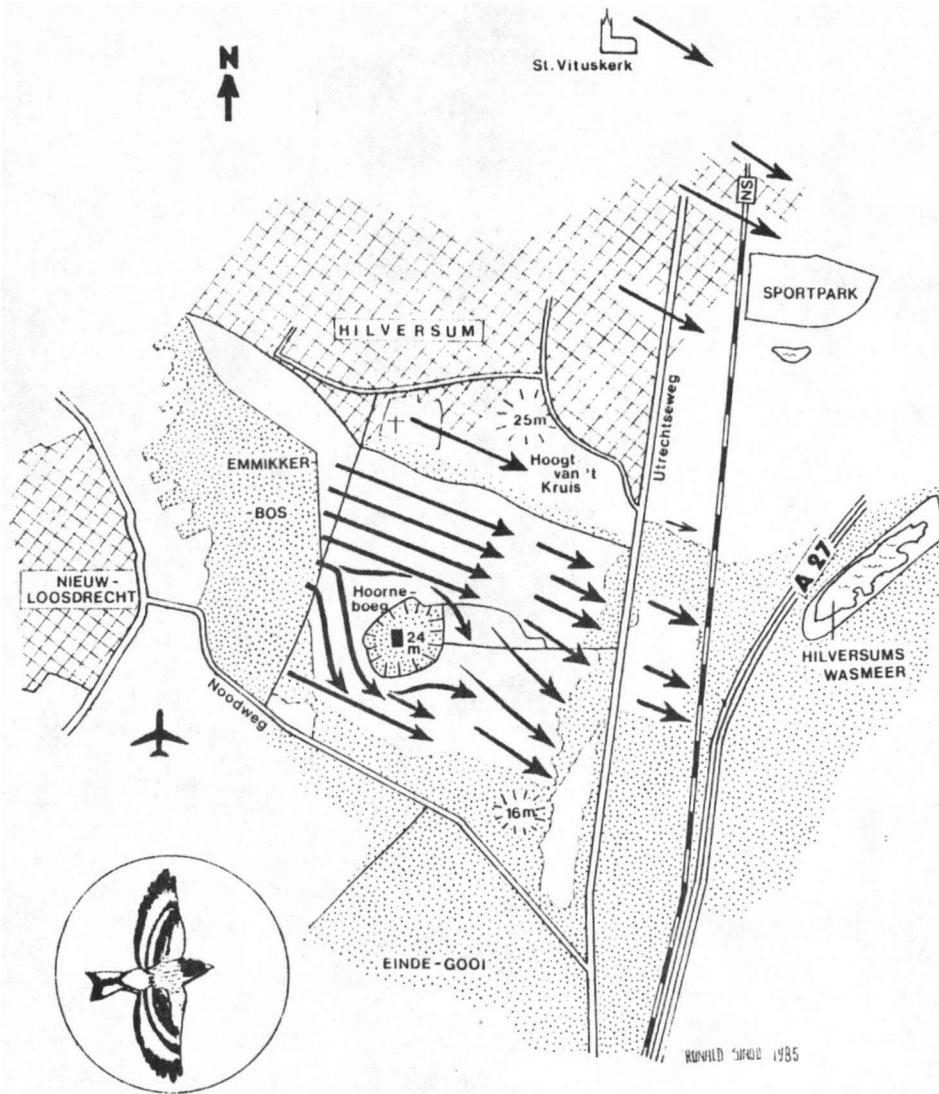 N
St. Vituskerk
NS
SPORTPARK
HILVERSUM
25m
Hoogt
van 't
Kruis
Utrechtseweg
EMMIKKER-
-BOS
A 27
NIEUW-
LOOSDRECHT
Hoorne-
boeg
24
m
HILVERSUMS
WASMEER
Noodweg
16m
EINDE-GOOI
RONALD SINOO 1985